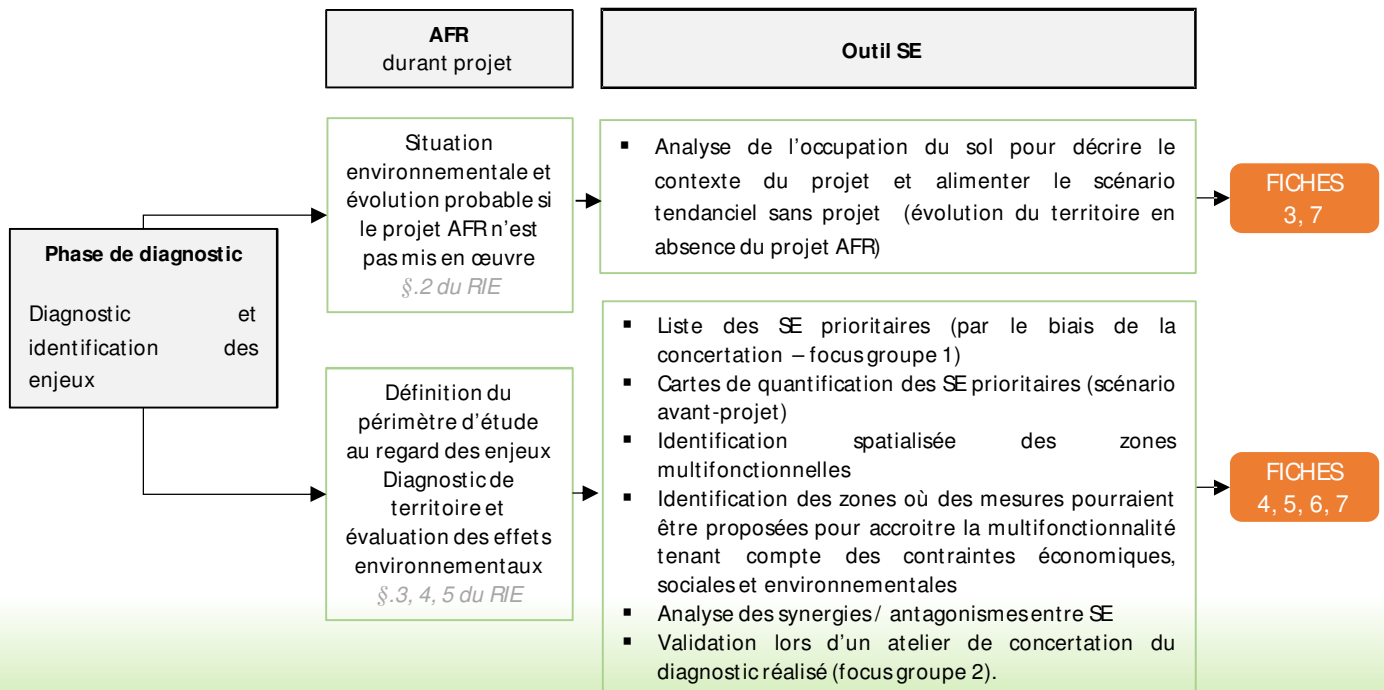 AFR
durant projet
Outil SE
Phase de diagnostic
Diagnostic et
identification des
enjeux
Situation
environnementale et
évolution probable si
le projet AFR n'est
pas mis en œuvre
§.2 du RIE
▪ Analyse de l'occupation du sol pour décrire le
contexte du projet et alimenter le scénario
tendanciel sans projet (évolution du territoire en
absence du projet AFR)
FICHES
3, 7
Définition du
périmètre d'étude
au regard des enjeux
Diagnostic de
territoire et
évaluation des effets
environnementaux
§.3, 4, 5 du RIE
▪ Liste des SE prioritaires (par le biais de la
concertation – focus groupe 1)
▪ Cartes de quantification des SE prioritaires (scénario
avant-projet)
▪ Identification spatialisée des zones
multifonctionnelles
▪ Identification des zones où des mesures pourraient
être proposées pour accroitre la multifonctionnalité
tenant compte des contraintes économiques,
sociales et environnementales
▪ Analyse des synergies / antagonismes entre SE
▪ Validation lors d'un atelier de concertation du
diagnostic réalisé (focus groupe 2).
FICHES
4, 5, 6, 7